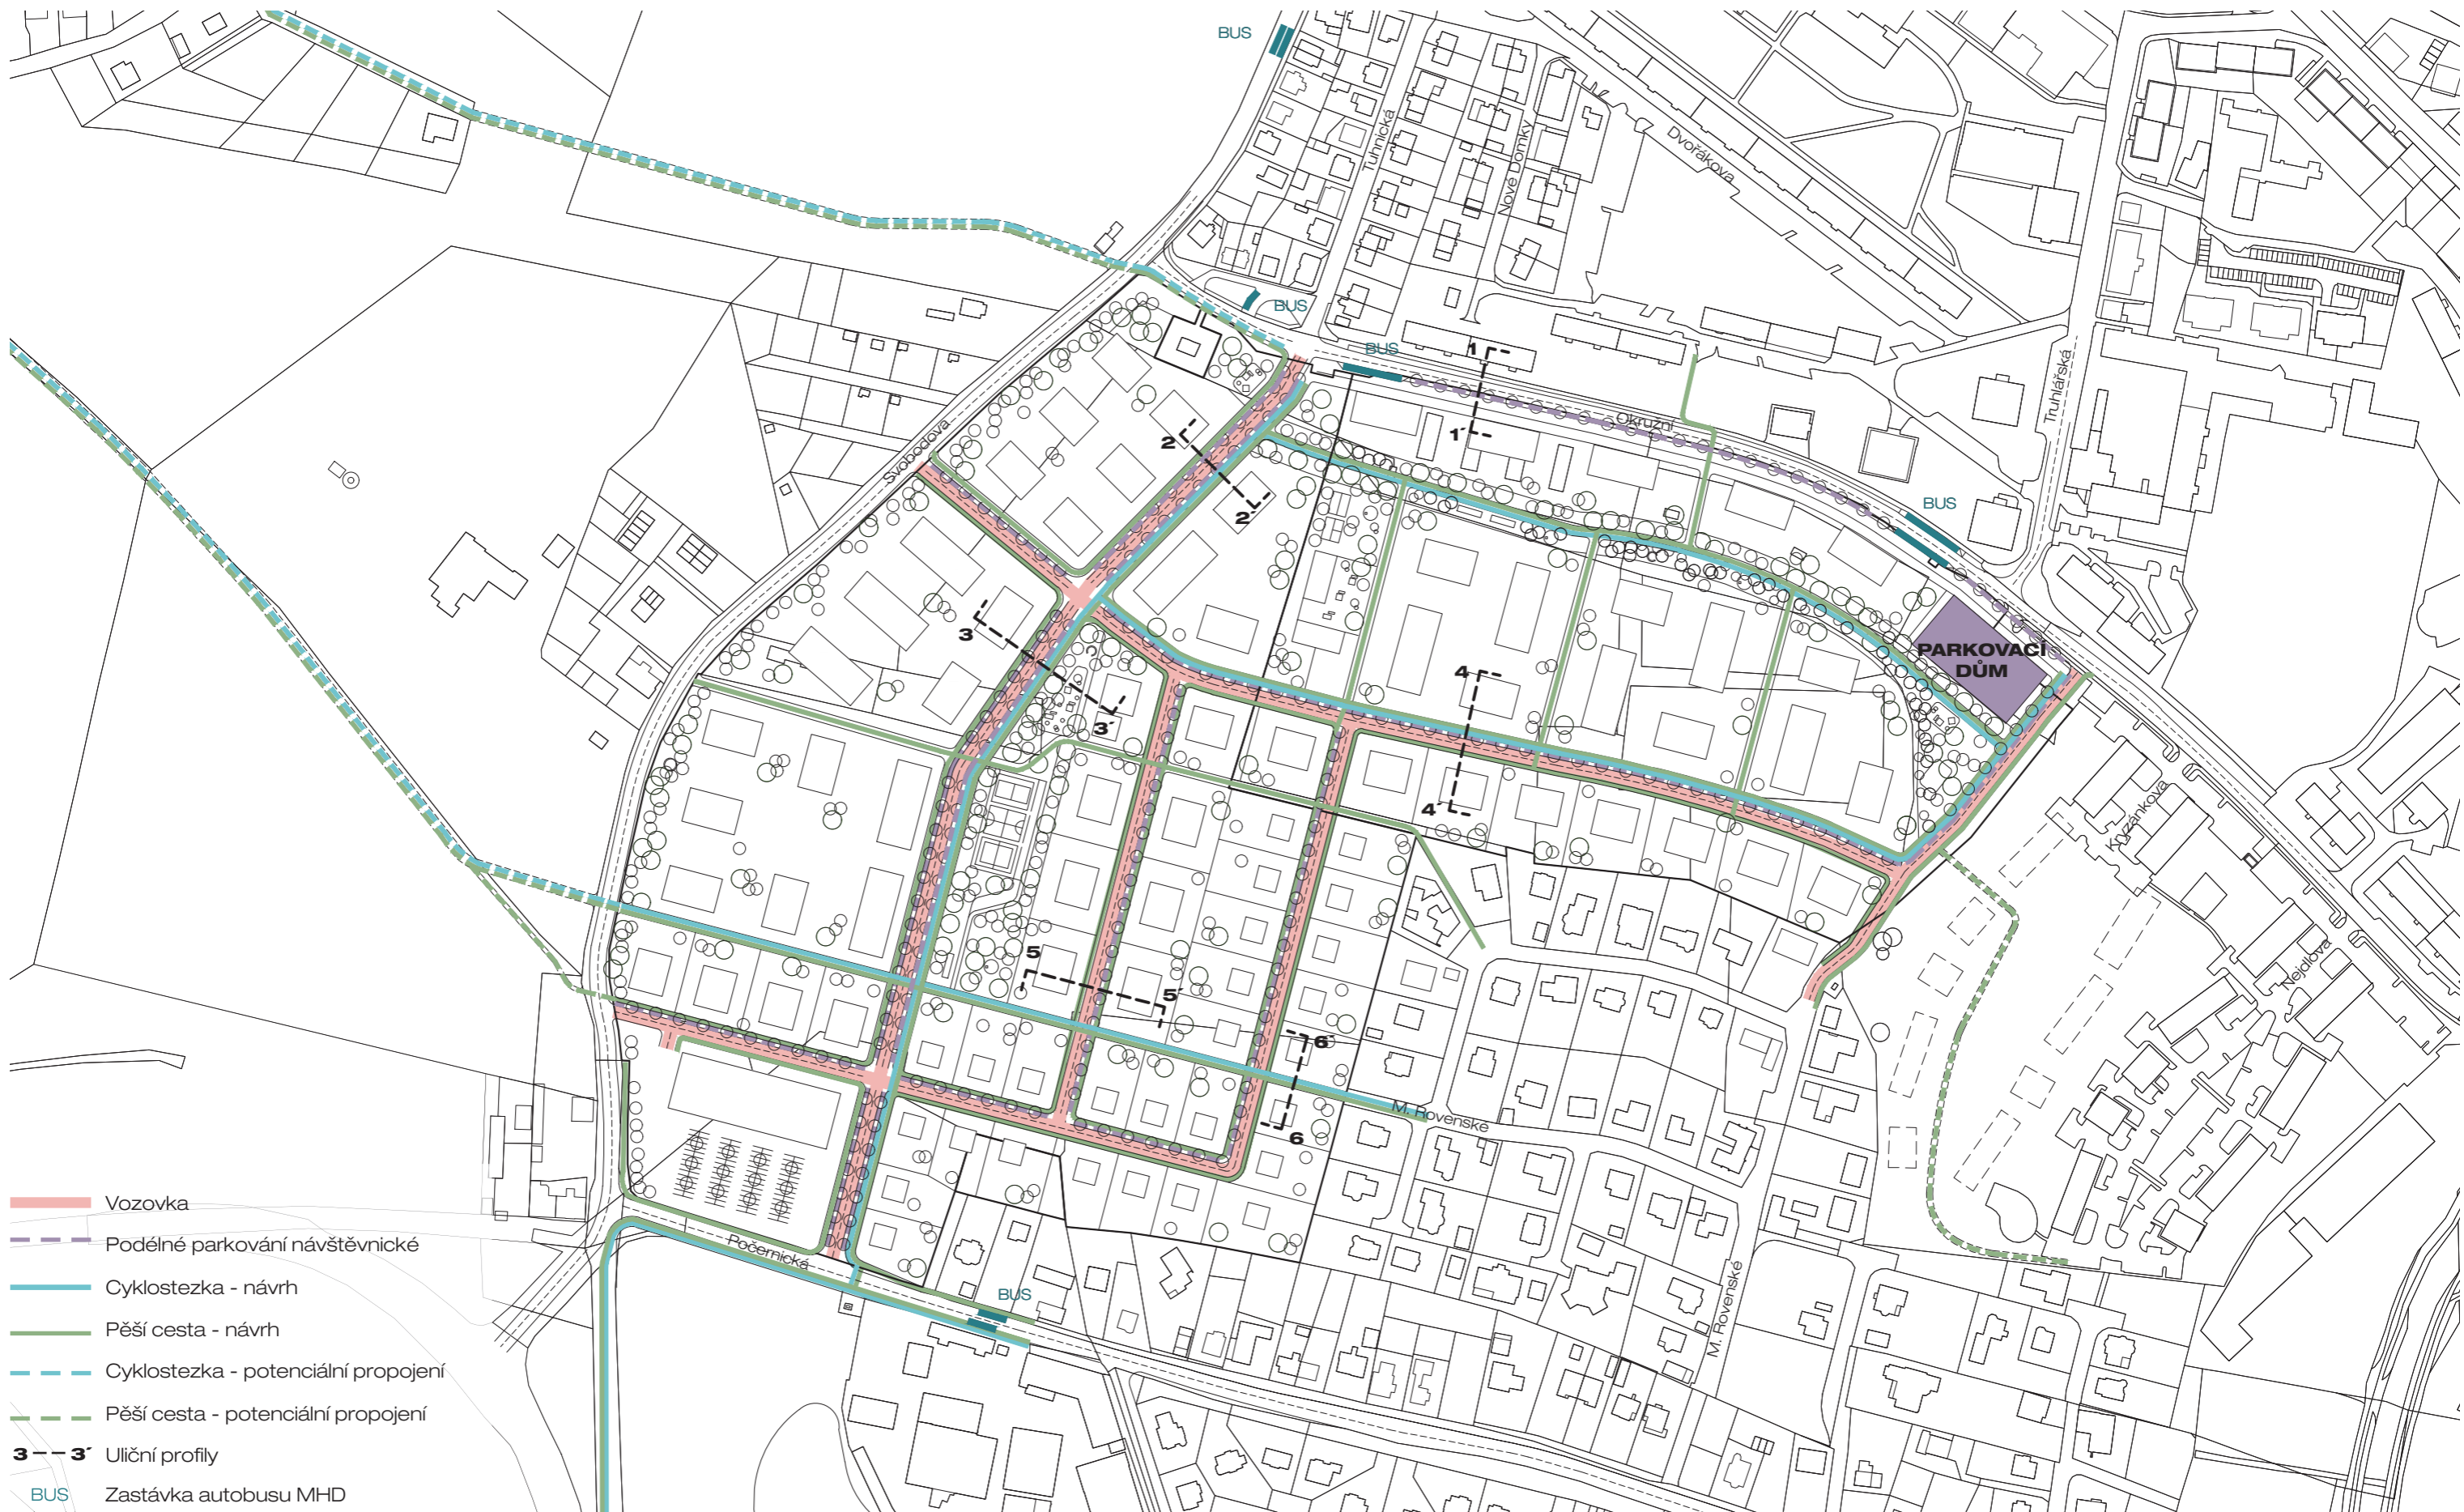 BUS
Tuhnická
Nové Domky
Dvořákova
BUS
BUS
1
1´
Okružní
Truhlářská
Svobodova
2
2´
BUS
3
3´
PARKOVACÍ
DŮM
4
4´
Kryzánkova
Nejdlova
5
5´
6´
6
M. Rovenské
M. Rovenské
Počernická
BUS
Vozovka
Podélné parkování návštěvnické
Cyklostezka - návrh
Pěší cesta - návrh
Cyklostezka - potenciální propojení
Pěší cesta - potenciální propojení
3 3´ Uliční profily
BUS Zastávka autobusu MHD